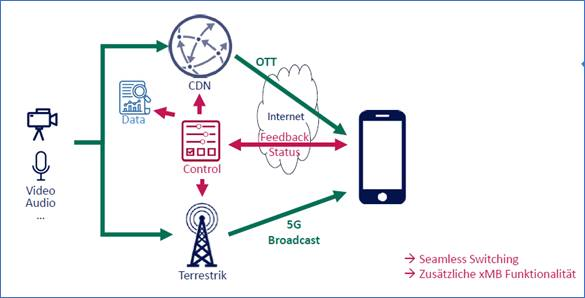 OTT
CDN
Data
Internet
Feedback
Status
Control
Video
Audio
...
5G
Broadcast
Terrestrik
→ Seamless Switching
→ Zusätzliche xMB Funktionalität